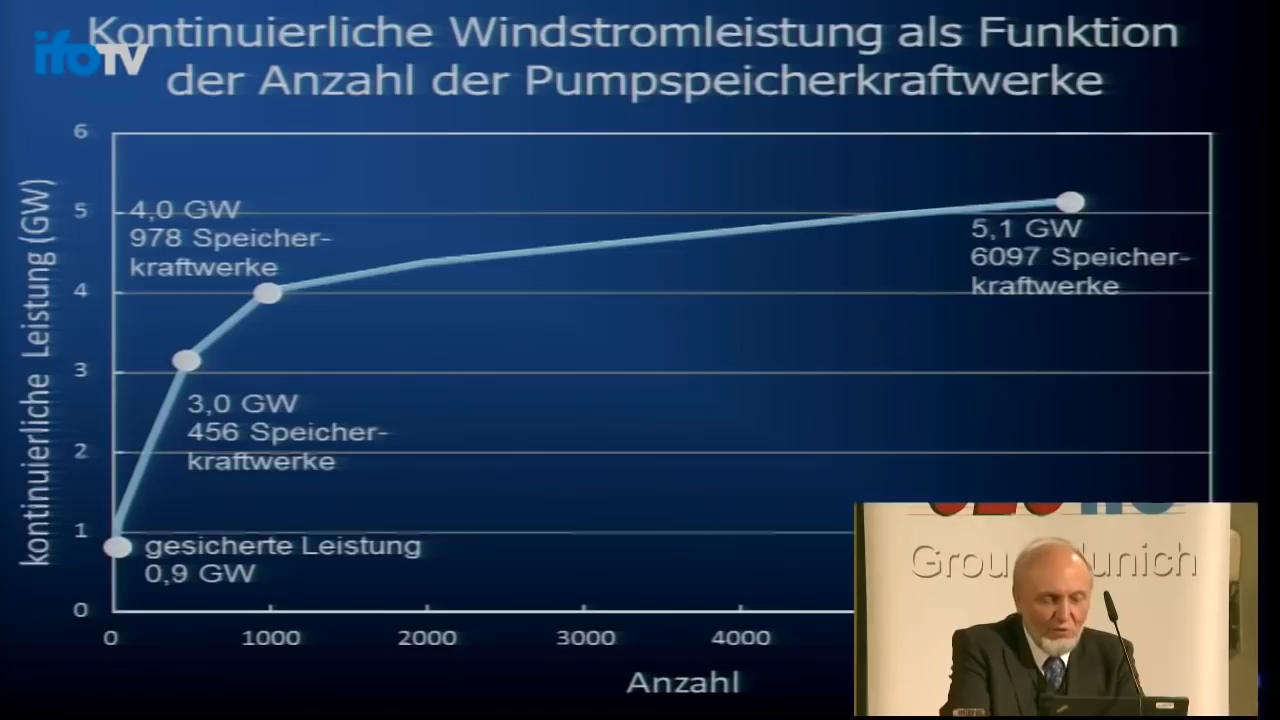 Kontinuierliche Windstromleistung als Funktion
der Anzahl der Pumpspeicherkraftwerke
ifoTV
kontinuierliche Leistung (GW)
6
5
4
3
2
1
0
4,0 GW
978 Speicher-
kraftwerke
5,1 GW
6097 Speicher-
kraftwerke
3,0 GW
456 Speicher-
kraftwerke
gesicherte Leistung
0,9 GW
0
1000
2000
3000
4000
Anzahl